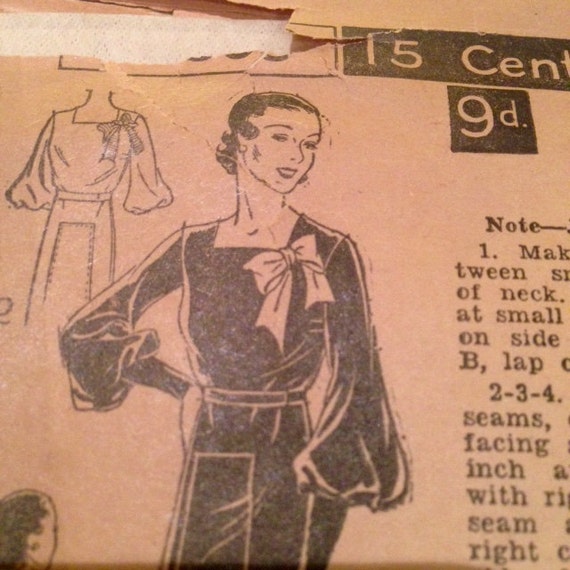 15 Cent
9d.
Note—
1. Mak
tween sm
of neck.
at small
on side
B, lap
2-3-4.
seams,
facing
inch a
with rig
seam a
right c